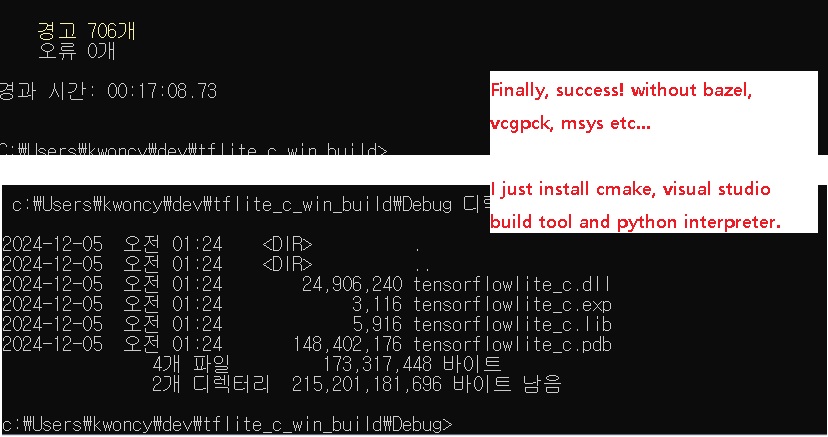 경고 706개
오류 0개
경과 시간: 00:17:08.73
Finally, success! without bazel,
vcgpck, msys etc...
C:₩Users₩kwoncy₩dev₩tflite_c_win_build>
I just install cmake, visual studio
build tool and python interpreter.
c:₩Users₩kwoncy₩dev₩tflite_c_win_build₩Debug
2024-12-05 오전 01:24 <DIR> .
2024-12-05 오전 01:24 <DIR> ..
2024-12-05 오전 01:24 24,906,240 tensorflowlite_c.dll
2024-12-05 오전 01:24 3,116 tensorflowlite_c.exp
2024-12-05 오전 01:24 5,916 tensorflowlite_c.lib
2024-12-05 오전 01:24 148,402,176 tensorflowlite_c.pdb
4개 파일 173,317,448 바이트
2개 디렉터리 215,201,181,696 바이트 남음
c:₩Users₩kwoncy₩dev₩tflite_c_win_build₩Debug>